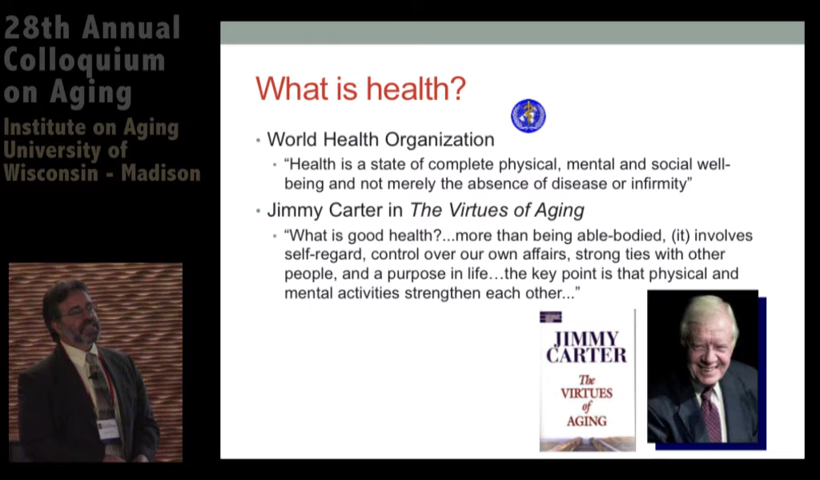 28th Annual
Colloquium
on Aging
Institute on Aging
University of
Wisconsin - Madison
What is health?
• World Health Organization
• “Health is a state of complete physical, mental and social well-
being and not merely the absence of disease or infirmity”
• Jimmy Carter in The Virtues of Aging
• “What is good health?...more than being able-bodied, (it) involves
self-regard, control over our own affairs, strong ties with other
people, and a purpose in life…the key point is that physical and
mental activities strengthen each other...”
JIMMY
CARTER
The
VIRTUES
of
AGING